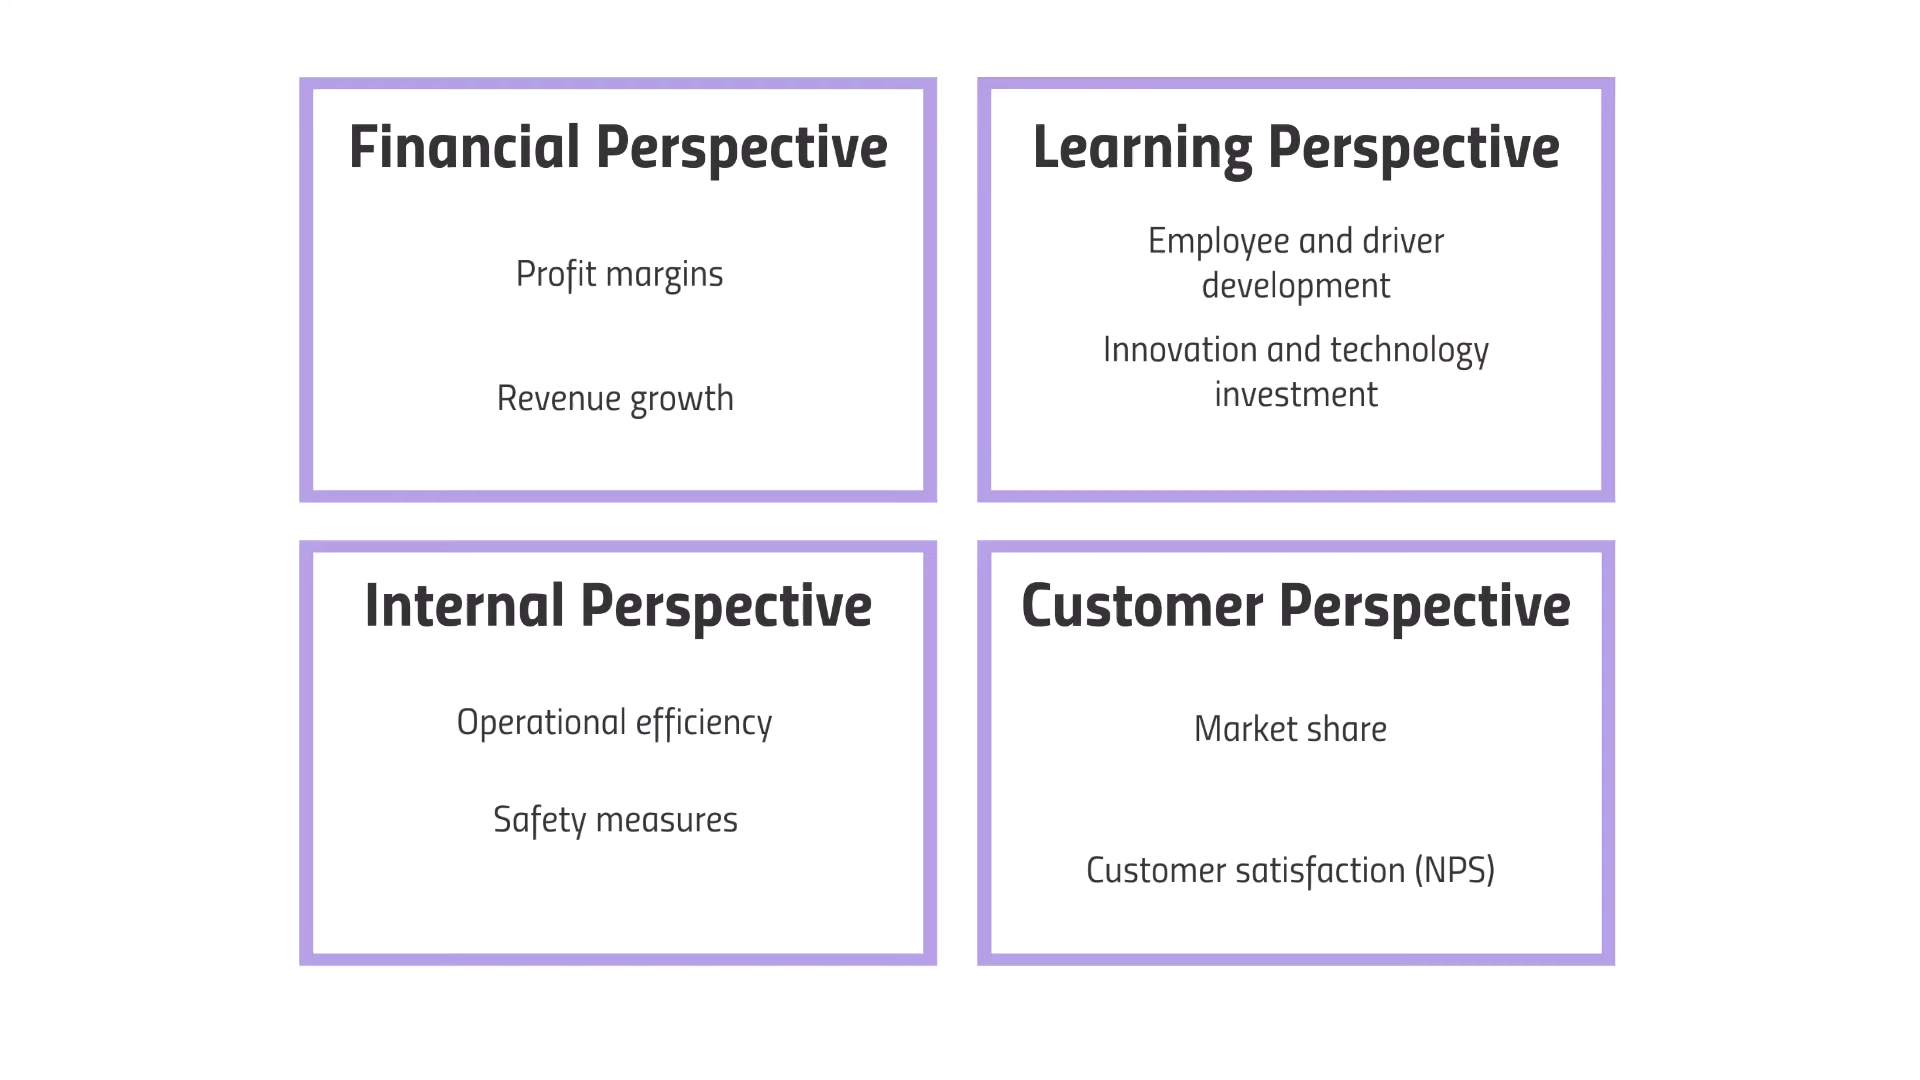 Financial Perspective
Profit margins
Revenue growth
Learning Perspective
Employee and driver
development
Innovation and technology
investment
Internal Perspective
Operational efficiency
Safety measures
Customer Perspective
Market share
Customer satisfaction (NPS)